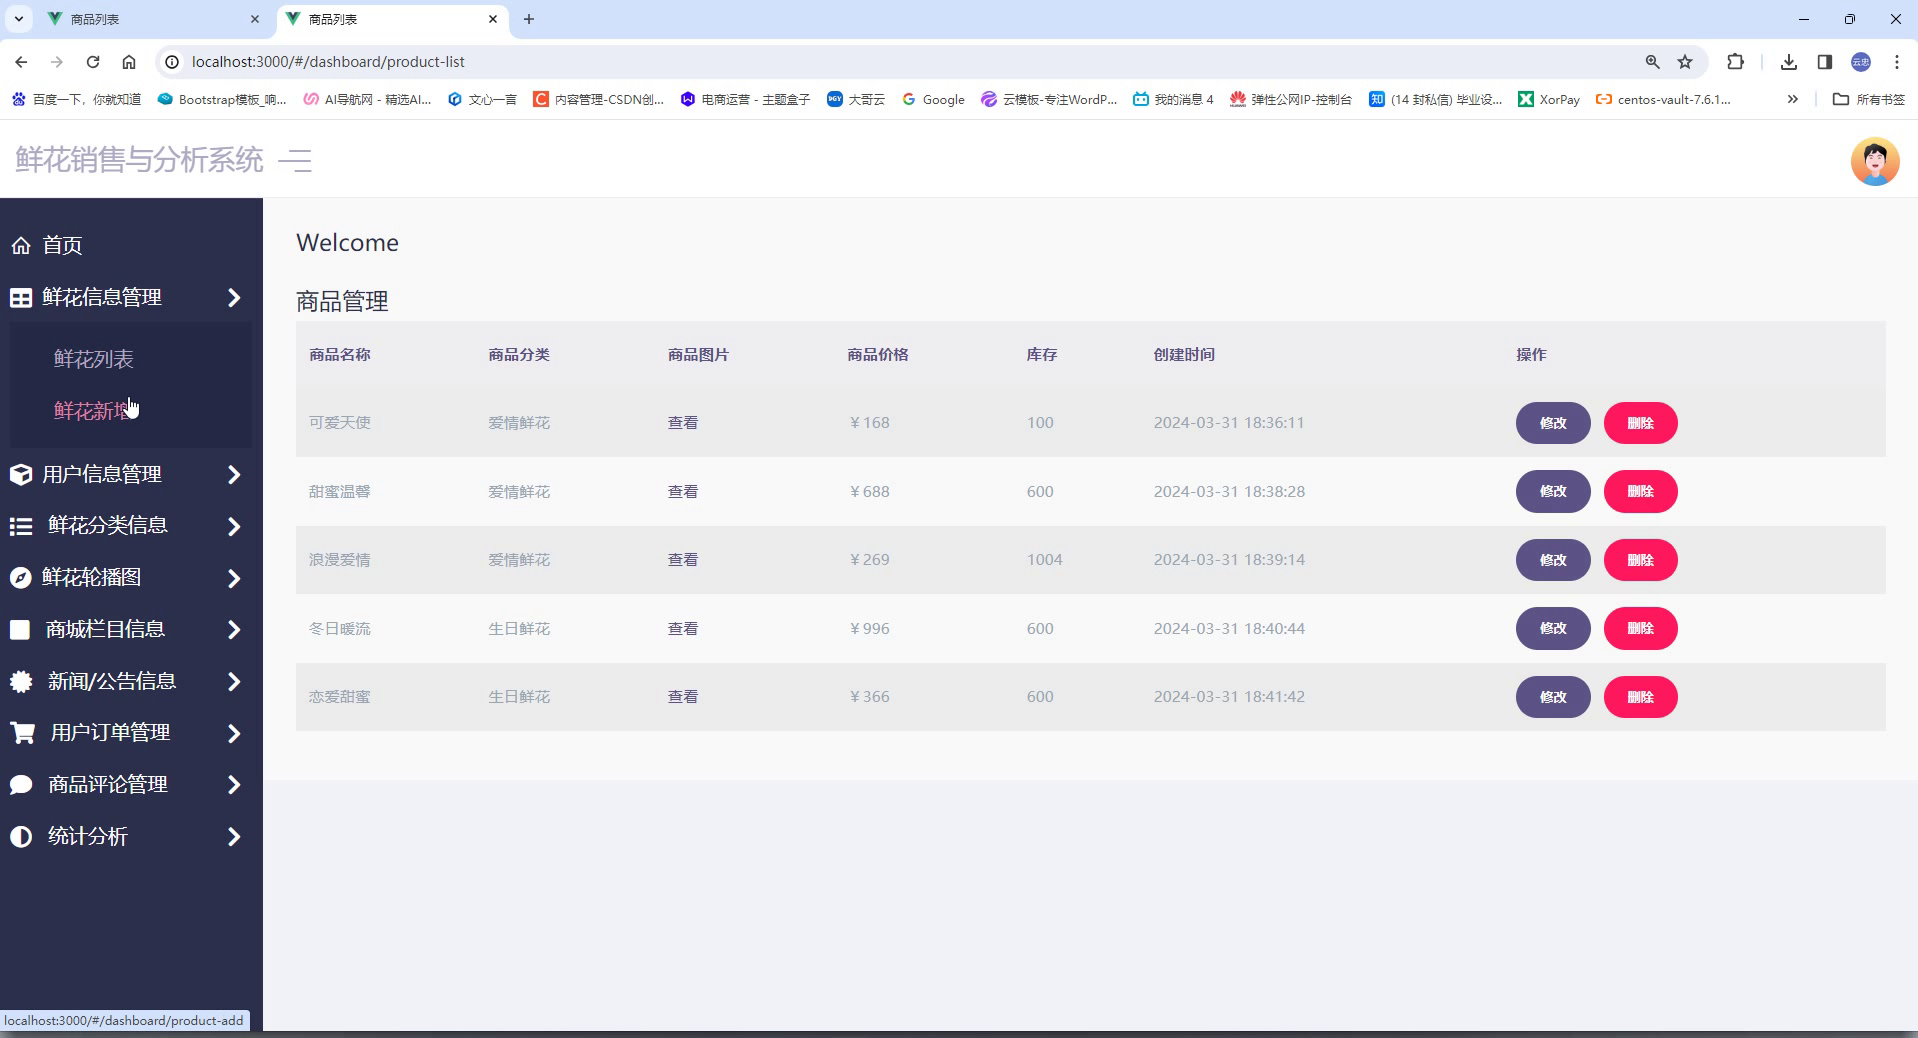 商品列表
商品列表
localhost:3000/#/dashboard/product-list
云忠
百度一下，你就知道
Bootstrap模板_响...
AI导航网 - 精选AI...
文心一言
内容管理-CSDN创...
电商运营 - 主题盒子
大哥云
Google
云模板-专注WordP...
我的消息 4
弹性公网IP-控制台
(14 封私信) 毕业设...
XorPay
centos-vault-7.6.1...
所有书签
鲜花销售与分析系统
首页
鲜花信息管理
鲜花列表
鲜花新增
用户信息管理
鲜花分类信息
鲜花轮播图
商城栏目信息
新闻/公告信息
用户订单管理
商品评论管理
统计分析
Welcome
商品管理
商品名称 商品分类 商品图片 商品价格 库存 创建时间 操作
可爱天使 爱情鲜花 查看 ￥168 100 2024-03-31 18:36:11 修改 删除
甜蜜温馨 爱情鲜花 查看 ￥688 600 2024-03-31 18:38:28 修改 删除
浪漫爱情 爱情鲜花 查看 ￥269 1004 2024-03-31 18:39:14 修改 删除
冬日暖流 生日鲜花 查看 ￥996 600 2024-03-31 18:40:44 修改 删除
恋爱甜蜜 生日鲜花 查看 ￥366 600 2024-03-31 18:41:42 修改 删除
localhost:3000/#/dashboard/product-add